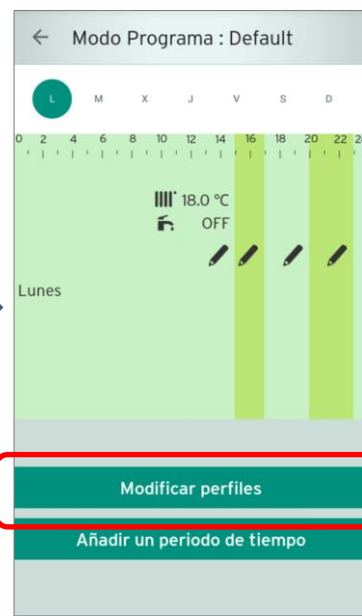 Modo Programa : Default
L M X J V S D
0 2 4 6 8 10 12 14 16 18 20 22 24
18.0 °C
OFF
Lunes
Modificar perfiles
Añadir un periodo de tiempo